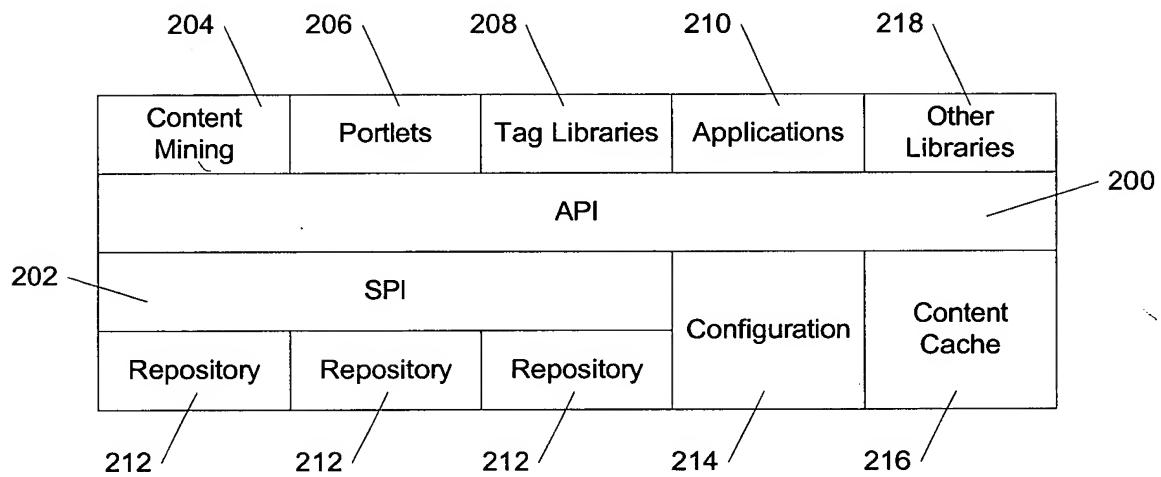 204
206
208
210
218
Content
Mining
Portlets
Tag Libraries
Applications
Other
Libraries
API
200
202
SPI
Configuration
Content
Cache
Repository
Repository
Repository
212
212
212
214
216